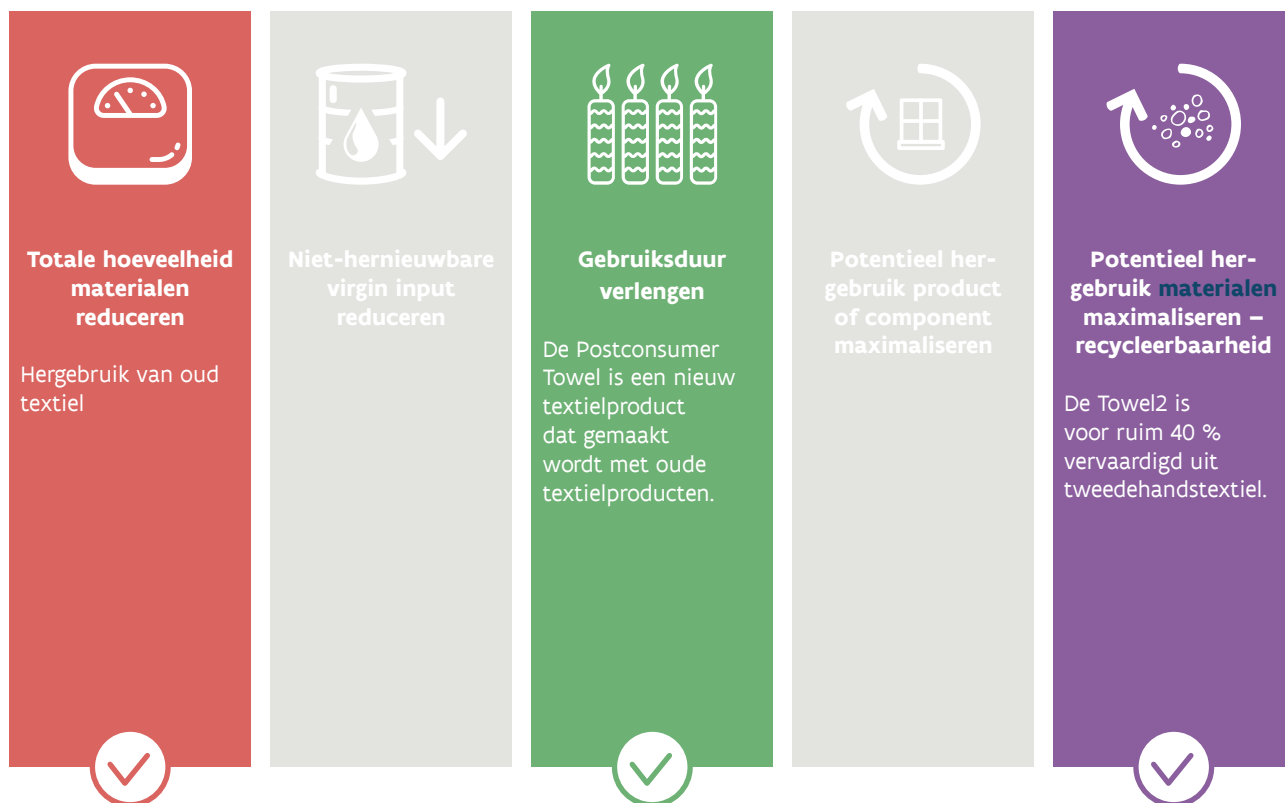 Totale hoeveelheid
materialen
reduceren
Hergebruik van oud
textiel
Niet-hernieuwbare
virgin input
reduceren
Gebruiksduur
verlengen
De Postconsumer
Towel is een nieuw
textielproduct
dat gemaakt
wordt met oude
textielproducten.
Potentieel her-
gebruik product
of component
maximaliseren
Potentieel her-
gebruik materialen
maximaliseren –
recycleerbaarheid
De Towel2 is
voor ruim 40 %
vervaardigd uit
tweedehandstextiel.